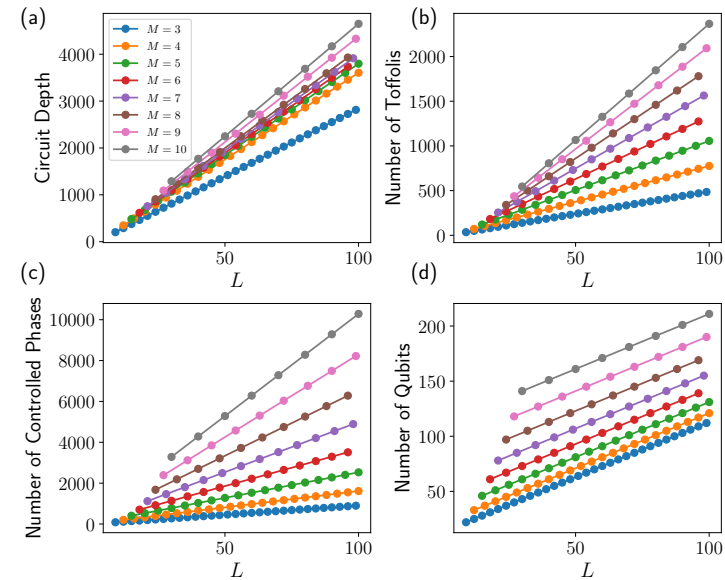 (a)
Circuit Depth
4000
3000
2000
1000
0
M = 3
M = 4
M = 5
M = 6
M = 7
M = 8
M = 9
M = 10
50
100
L
(b)
Number of Toffolis
2000
1500
1000
500
0
50
100
L
(c)
Number of Controlled Phases
10000
8000
6000
4000
2000
0
50
100
L
(d)
Number of Qubits
200
150
100
50
50
100
L